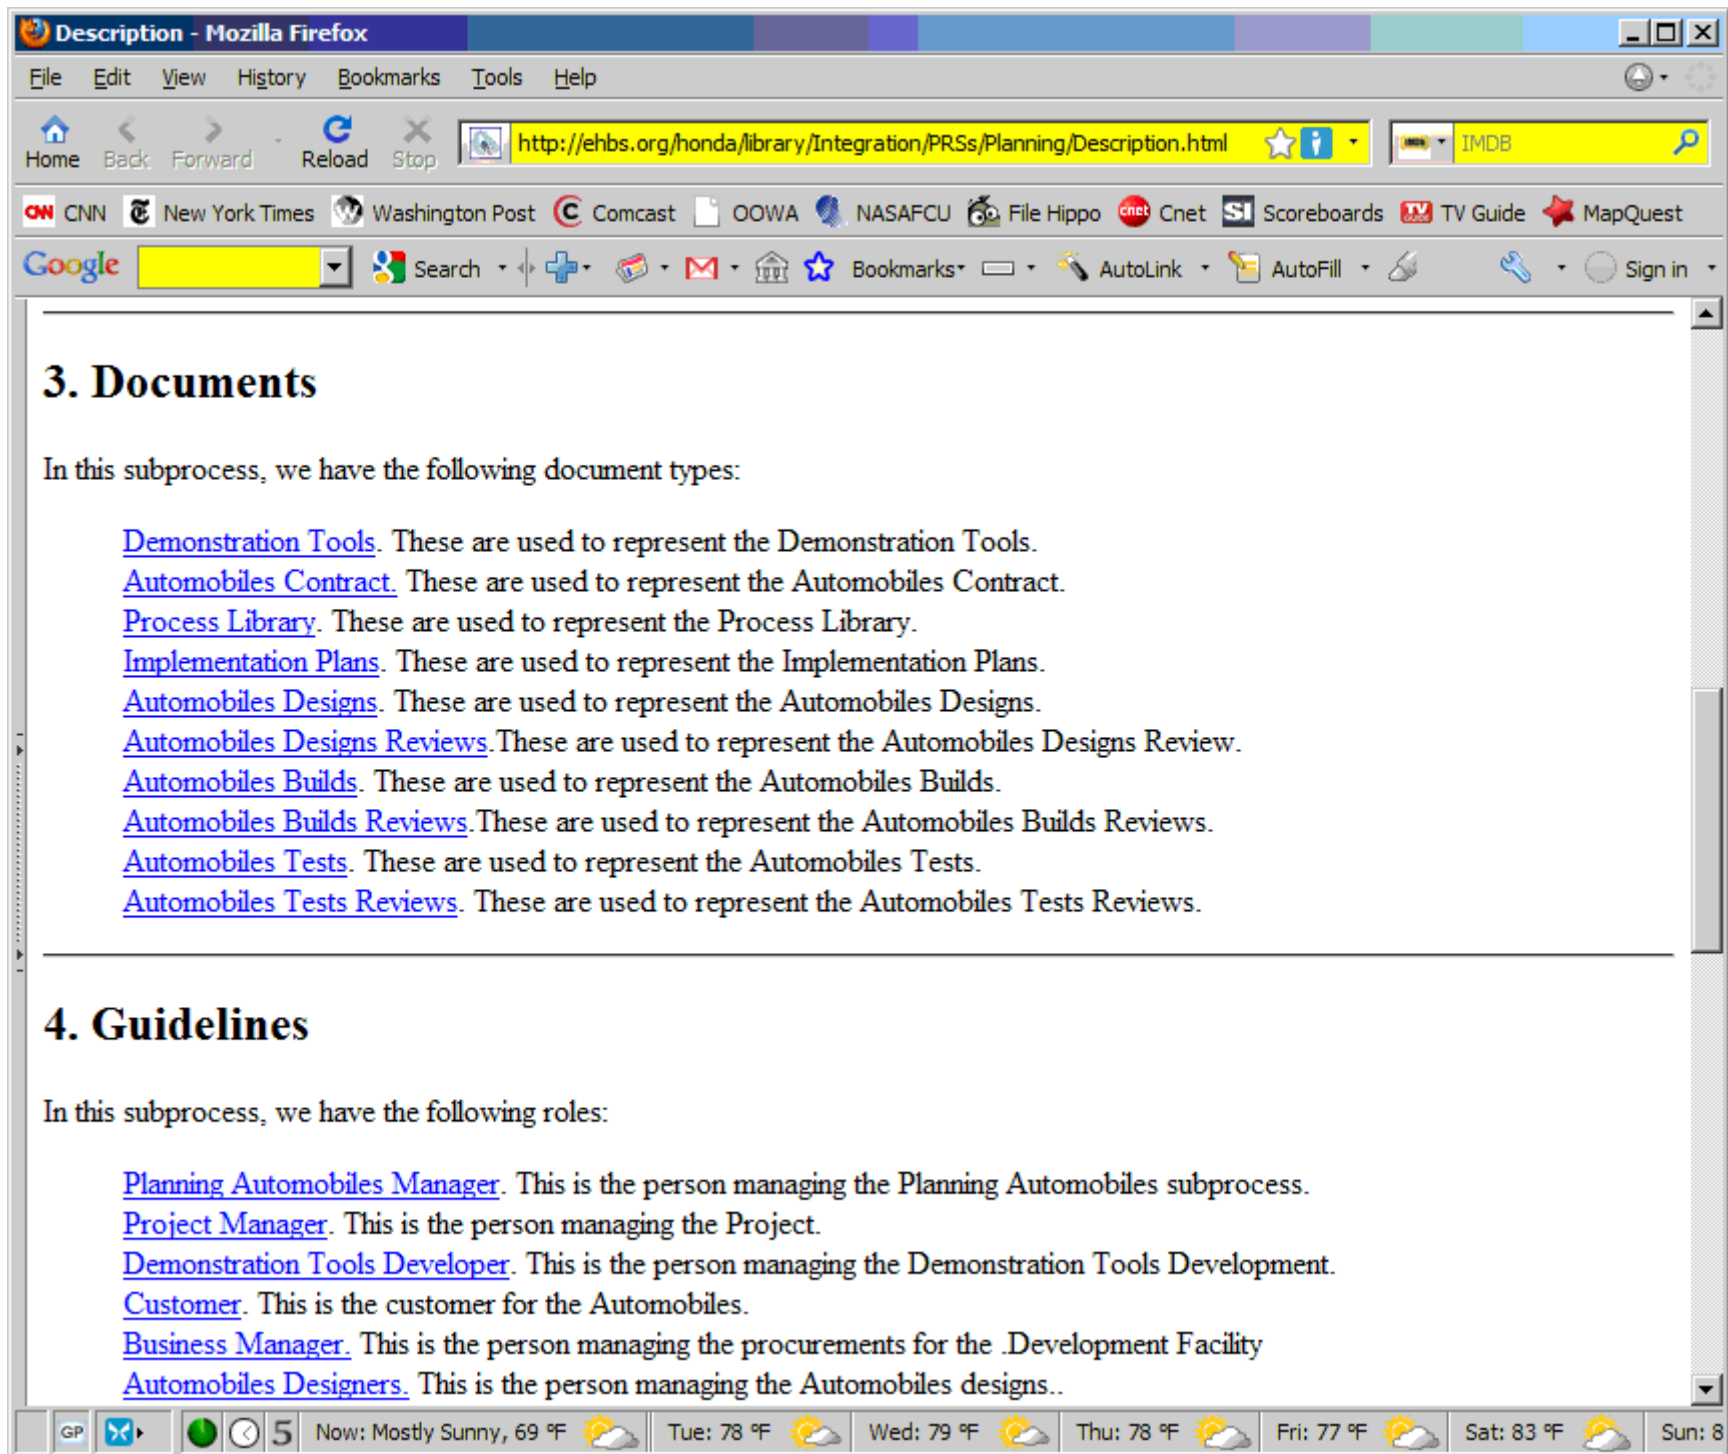 Description - Mozilla Firefox
File Edit View History Bookmarks Tools Help
Home Back Forward Reload Stop http://ehbs.org/honda/library/Integration/PRSs/Planning/Description.html IMDB
CNN CNN New York Times Washington Post Comcast OOWA NASAFCU File Hippo cnet Cnet SI Scoreboards TV GUIDE TV Guide MapQuest
Google Search Bookmarks AutoLink AutoFill Sign in
3. Documents
In this subprocess, we have the following document types:
Demonstration Tools. These are used to represent the Demonstration Tools.
Automobiles Contract. These are used to represent the Automobiles Contract.
Process Library. These are used to represent the Process Library.
Implementation Plans. These are used to represent the Implementation Plans.
Automobiles Designs. These are used to represent the Automobiles Designs.
Automobiles Designs Reviews.These are used to represent the Automobiles Designs Review.
Automobiles Builds. These are used to represent the Automobiles Builds.
Automobiles Builds Reviews.These are used to represent the Automobiles Builds Reviews.
Automobiles Tests. These are used to represent the Automobiles Tests.
Automobiles Tests Reviews. These are used to represent the Automobiles Tests Reviews.
4. Guidelines
In this subprocess, we have the following roles:
Planning Automobiles Manager. This is the person managing the Planning Automobiles subprocess.
Project Manager. This is the person managing the Project.
Demonstration Tools Developer. This is the person managing the Demonstration Tools Development.
Customer. This is the customer for the Automobiles.
Business Manager. This is the person managing the procurements for the .Development Facility
Automobiles Designers. This is the person managing the Automobiles designs..
GP 5 Now: Mostly Sunny, 69 °F Tue: 78 °F Wed: 79 °F Thu: 78 °F Fri: 77 °F Sat: 83 °F Sun: 8